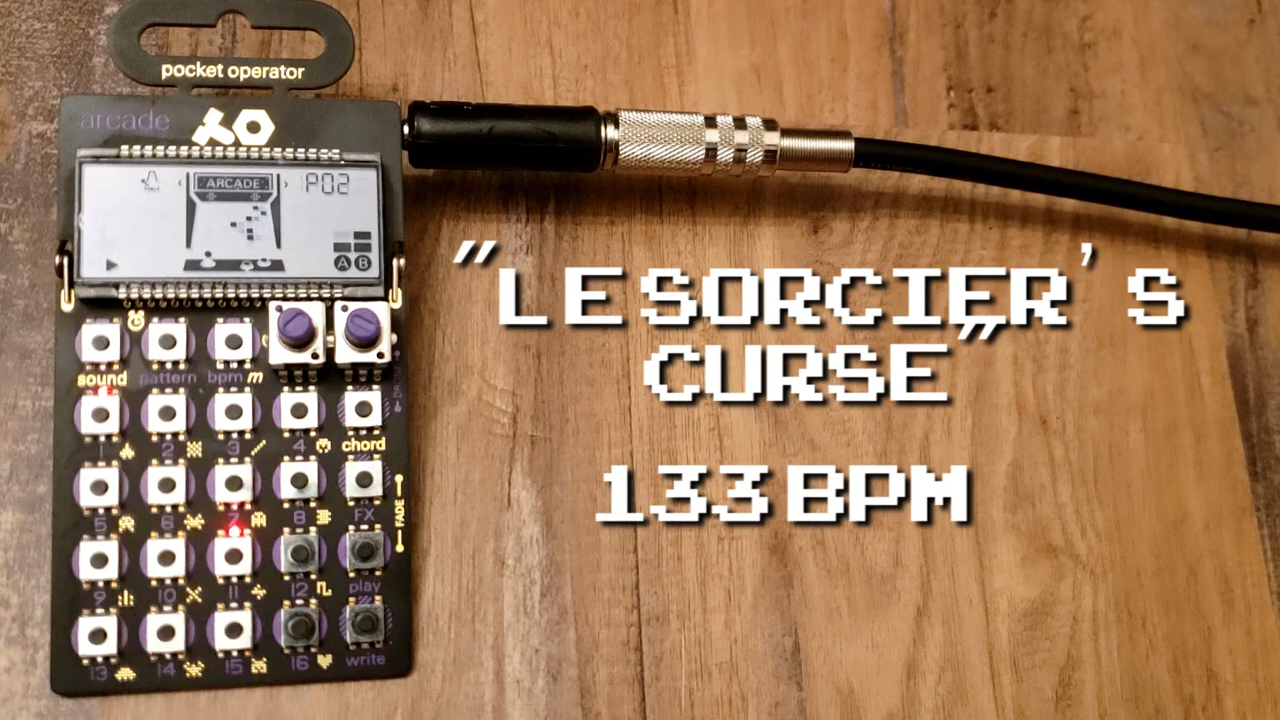 pocket operator
arcade
ARCADE
P02
A B
"LE SORCIER'S
CURSE"
133 BPM
sound pattern bpm m
1 2 3 4 chord
5 6 7 8 FX
FADE
9 10 11 12 play
13 14 15 16 write